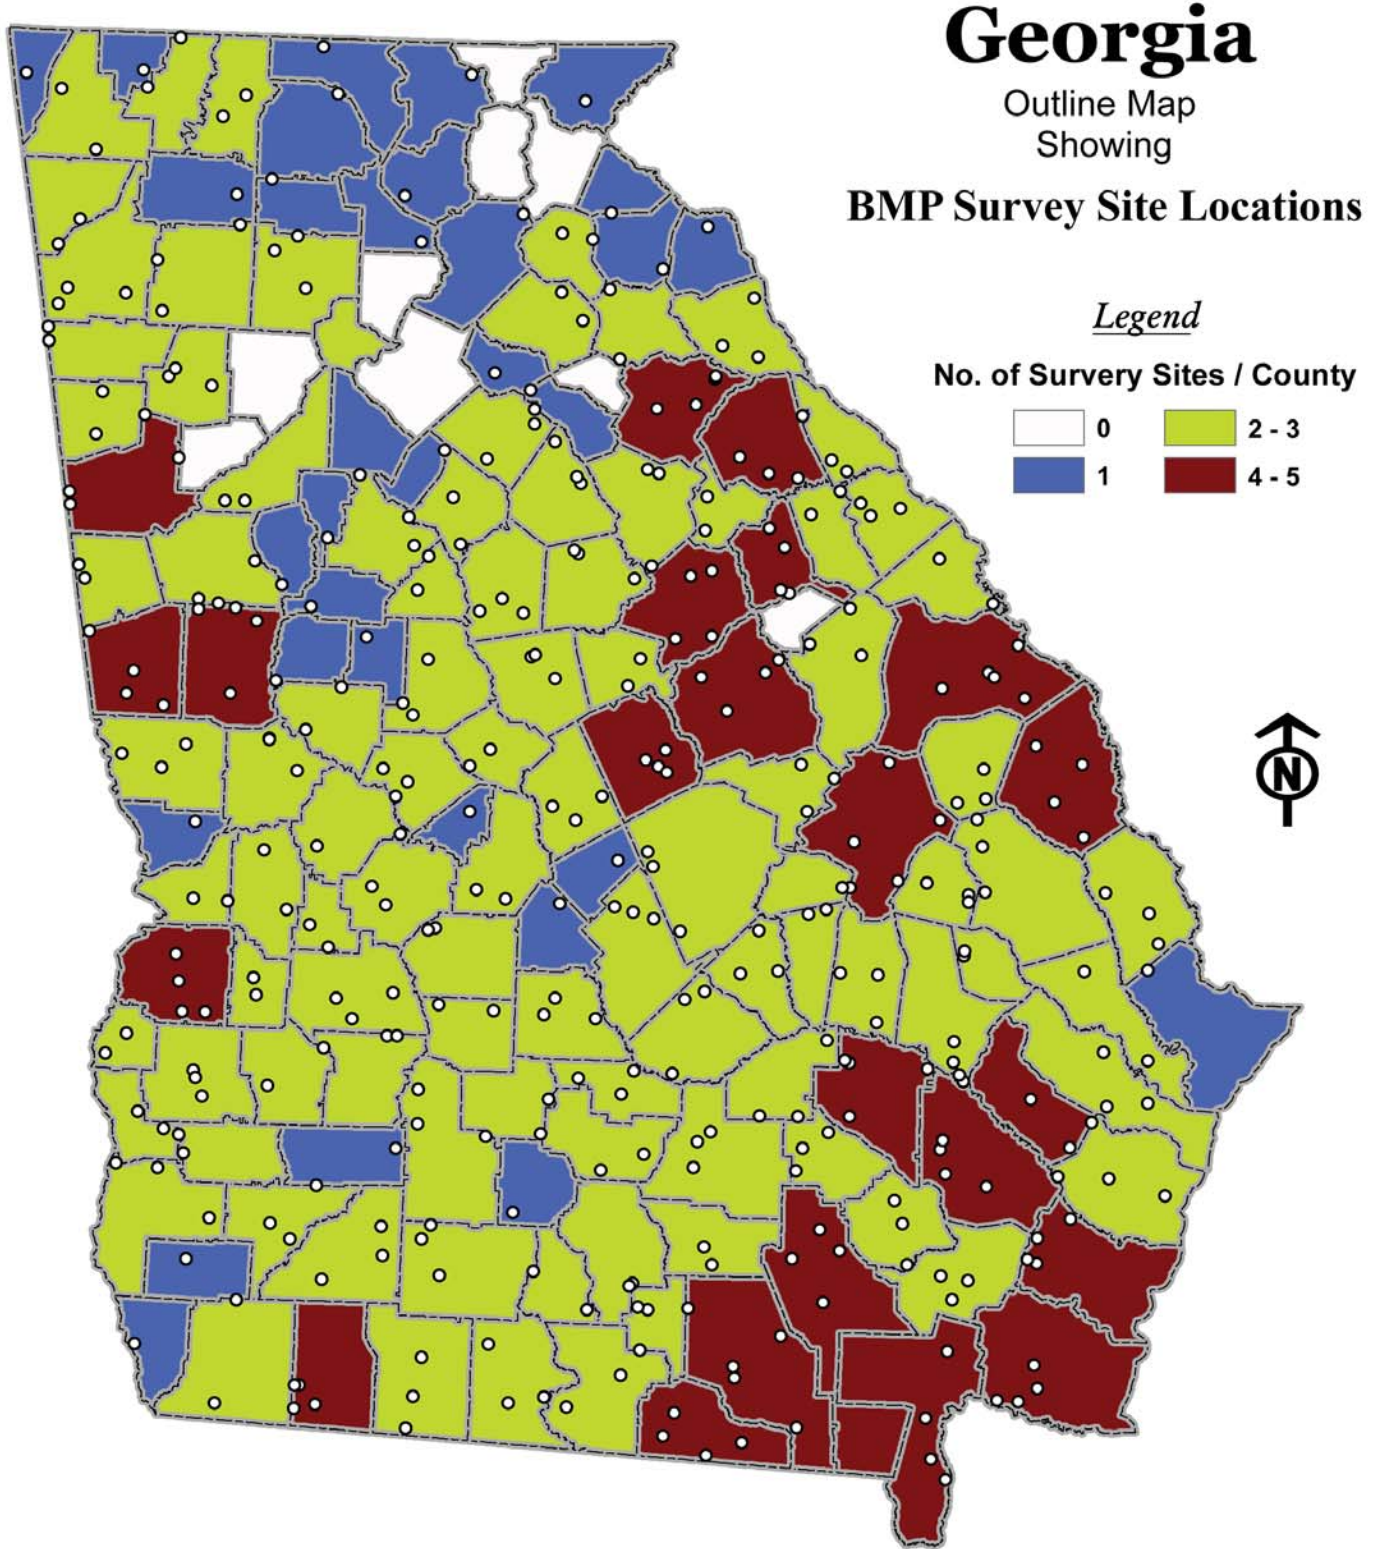 Georgia
Outline Map
Showing
BMP Survey Site Locations
Legend
No. of Survery Sites / County
0 2 - 3
1 4 - 5
N